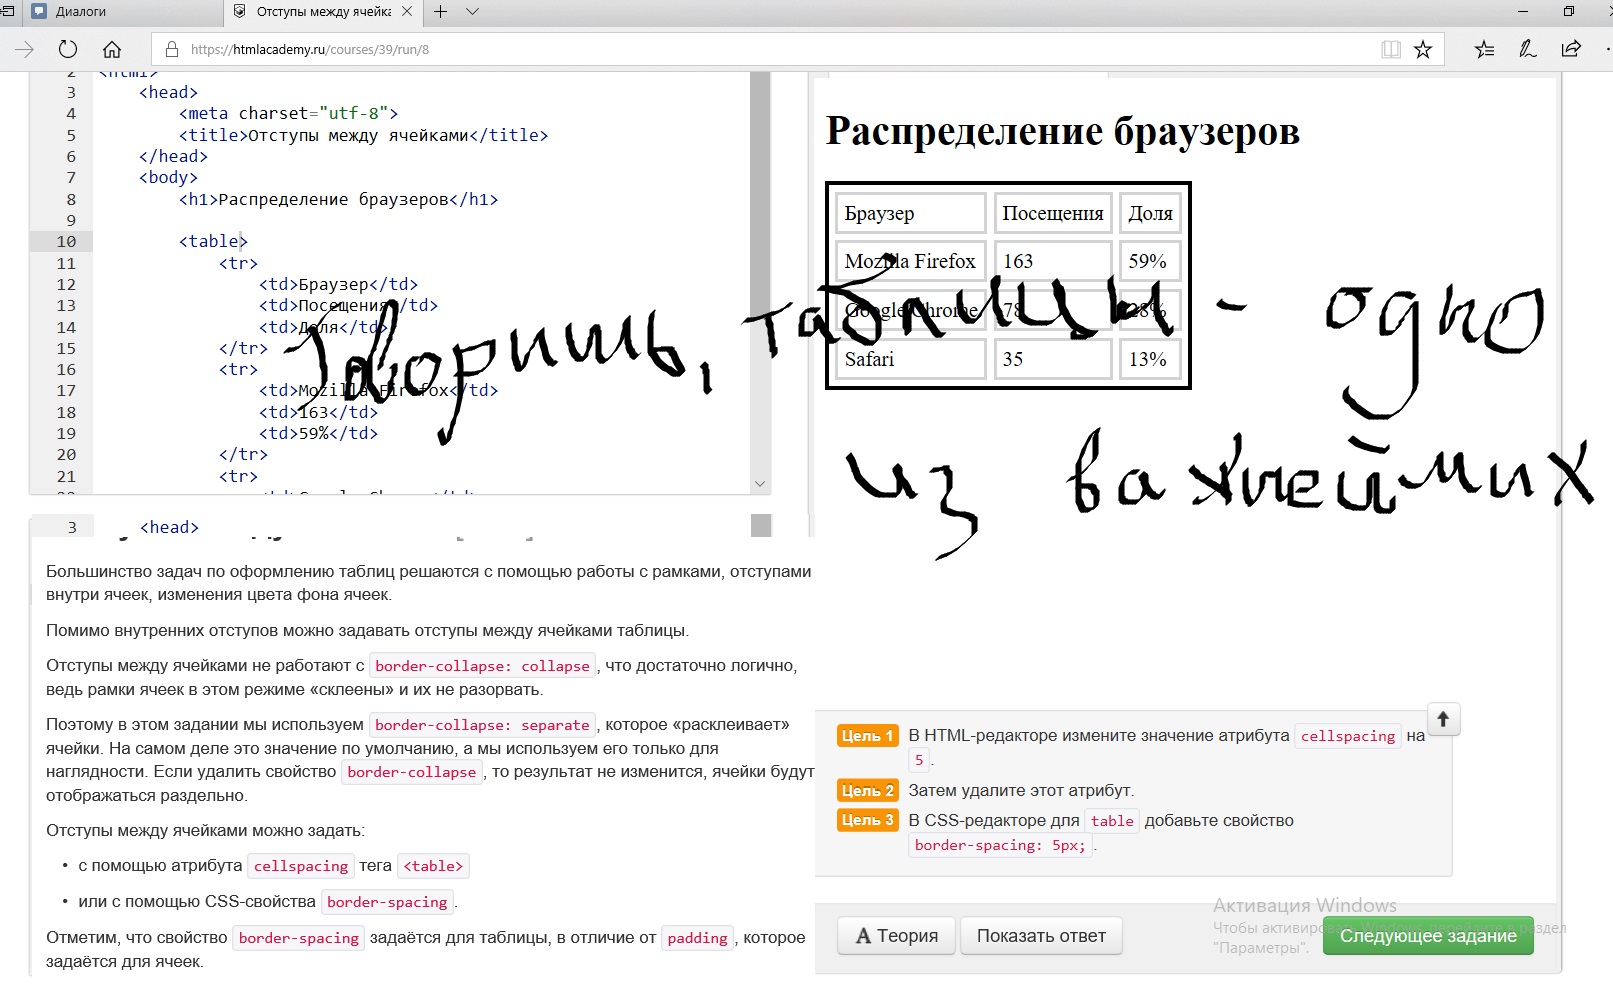 Диалоги
Отступы между ячейка
https://htmlacademy.ru/courses/39/run/8
2 <html>
3 <head>
4 <meta charset="utf-8">
5 <title>Отступы между ячейками</title>
6 </head>
7 <body>
8 <h1>Распределение браузеров</h1>
9
10 <table>
11 <tr>
12 <td>Браузер</td>
13 <td>Посещения</td>
14 <td>Доля</td>
15 </tr>
16 <tr>
17 <td>Mozilla Firefox</td>
18 <td>163</td>
19 <td>59%</td>
20 </tr>
21 <tr>
3 <head>
Распределение браузеров
Браузер Посещения Доля
Mozilla Firefox 163 59%
Google Chrome 78 28%
Safari 35 13%
Говоришь, таблицы - одно
из важнейших
Большинство задач по оформлению таблиц решаются с помощью работы с рамками, отступами
внутри ячеек, изменения цвета фона ячеек.
Помимо внутренних отступов можно задавать отступы между ячейками таблицы.
Отступы между ячейками не работают с border-collapse: collapse, что достаточно логично,
ведь рамки ячеек в этом режиме «склеены» и их не разорвать.
Поэтому в этом задании мы используем border-collapse: separate, которое «расклеивает»
ячейки. На самом деле это значение по умолчанию, а мы используем его только для
наглядности. Если удалить свойство border-collapse, то результат не изменится, ячейки будут
отображаться раздельно.
Отступы между ячейками можно задать:
• с помощью атрибута cellspacing тега <table>
• или с помощью CSS-свойства border-spacing.
Отметим, что свойство border-spacing задаётся для таблицы, в отличие от padding, которое
задаётся для ячеек.
Цель 1 В HTML-редакторе измените значение атрибута cellspacing на
5.
Цель 2 Затем удалите этот атрибут.
Цель 3 В CSS-редакторе для table добавьте свойство
border-spacing: 5px;.
Активация Windows
Чтобы активировать Windows, перейдите в раздел
"Параметры".
Теория Показать ответ Следующее задание